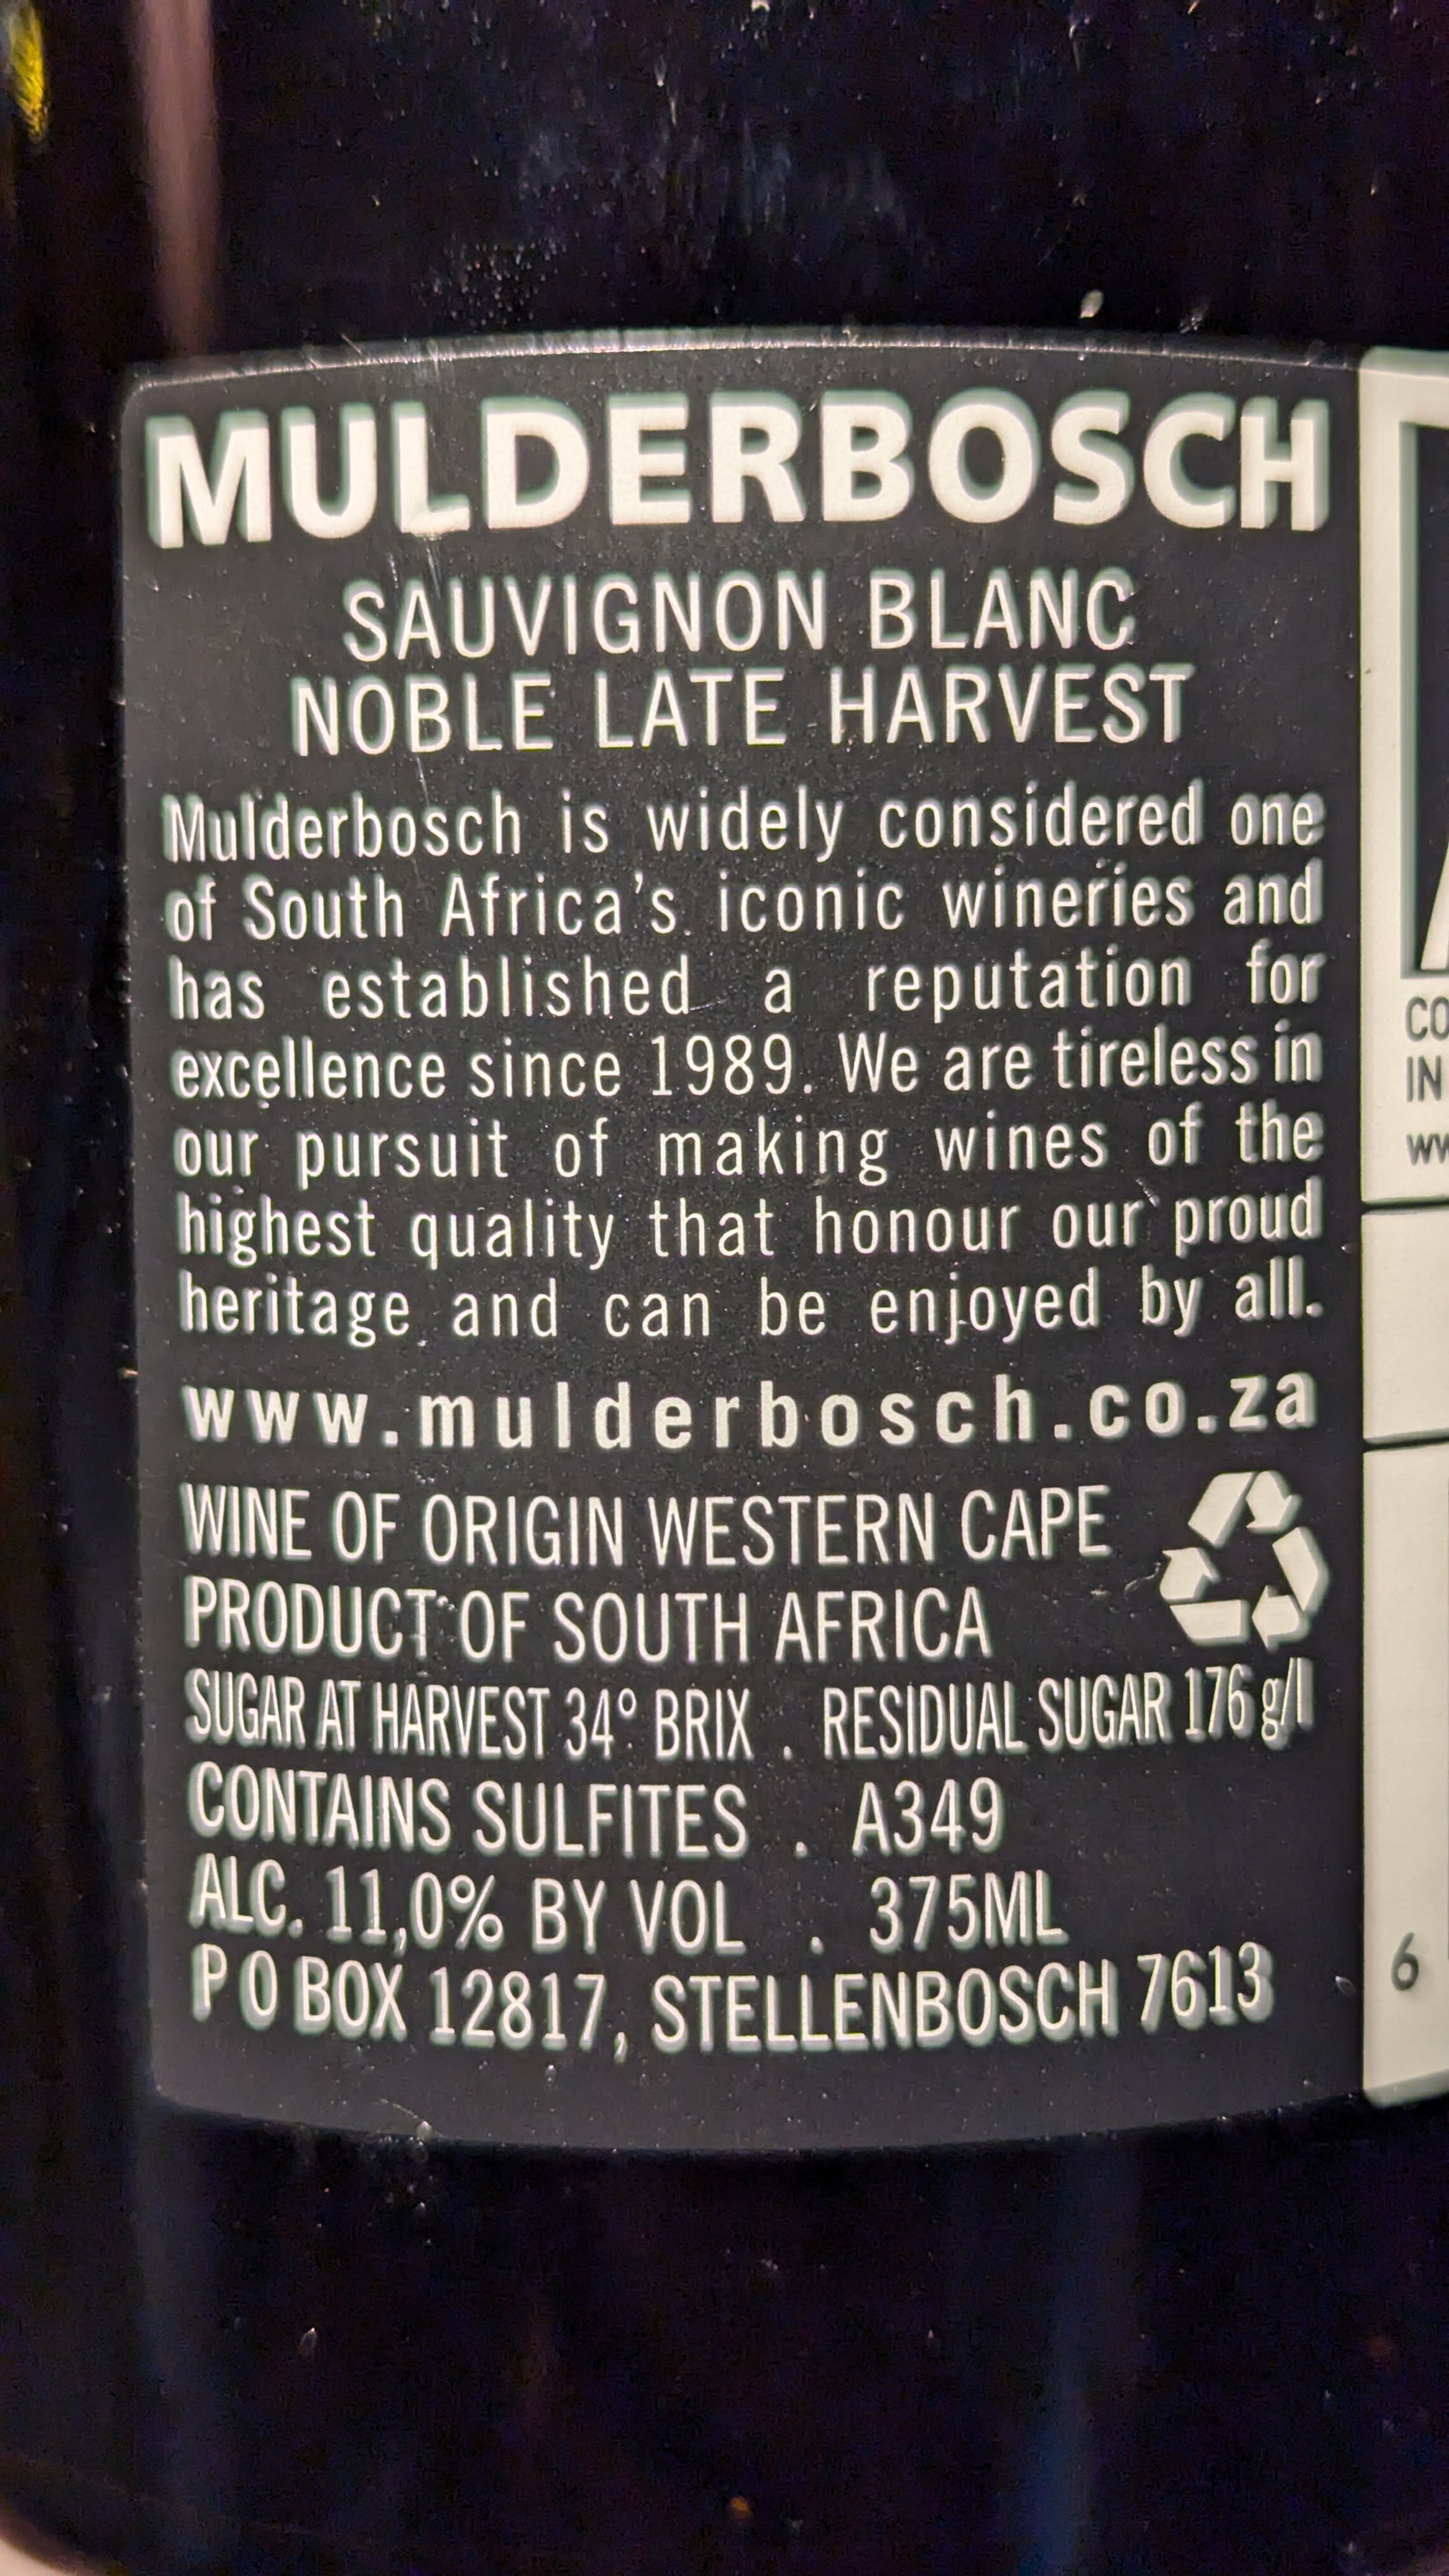 MULDERBOSCH
SAUVIGNON BLANC
NOBLE LATE HARVEST
Mulderbosch is widely considered one
of South Africa's iconic wineries and
has established a reputation for
excellence since 1989. We are tireless in
our pursuit of making wines of the
highest quality that honour our proud
heritage and can be enjoyed by all.
www.mulderbosch.co.za
WINE OF ORIGIN WESTERN CAPE
PRODUCT OF SOUTH AFRICA
SUGAR AT HARVEST 34° BRIX . RESIDUAL SUGAR 176 g/l
CONTAINS SULFITES . A349
ALC. 11,0% BY VOL . 375ML
P O BOX 12817, STELLENBOSCH 7613
CO
IN
6